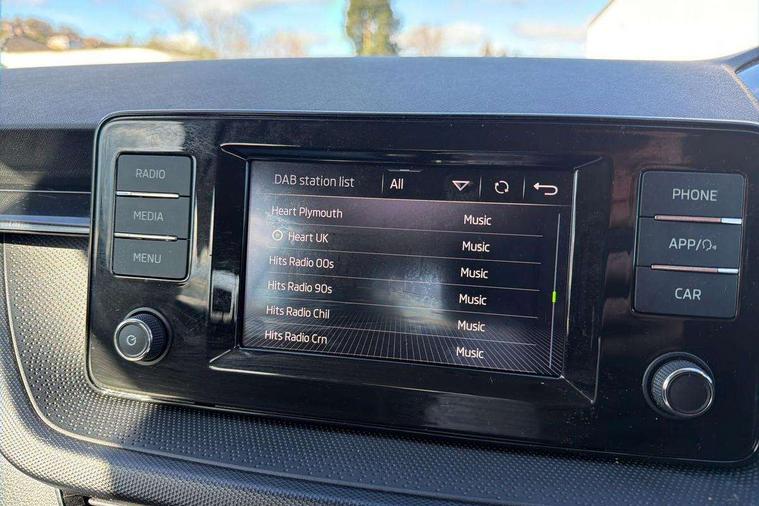 RADIO
MEDIA
MENU
DAB station list All
Heart Plymouth Music
Heart UK Music
Hits Radio 00s Music
Hits Radio 90s Music
Hits Radio Chil Music
Hits Radio Crn Music
PHONE
APP/
CAR